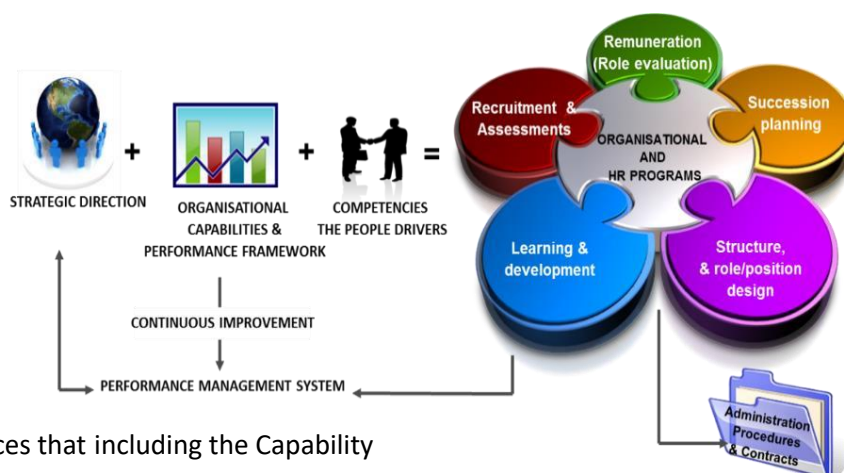 Remuneration
(Role evaluation)
Recruitment &
Assessments
Succession
planning
ORGANISATIONAL
AND
HR PROGRAMS
+
+
=
STRATEGIC DIRECTION
ORGANISATIONAL
CAPABILITIES &
PERFORMANCE FRAMEWORK
COMPETENCIES
THE PEOPLE DRIVERS
Learning &
development
Structure,
& role/position
design
CONTINUOUS IMPROVEMENT
PERFORMANCE MANAGEMENT SYSTEM
Administration
Procedures
& Contracts
ces that including the Capability